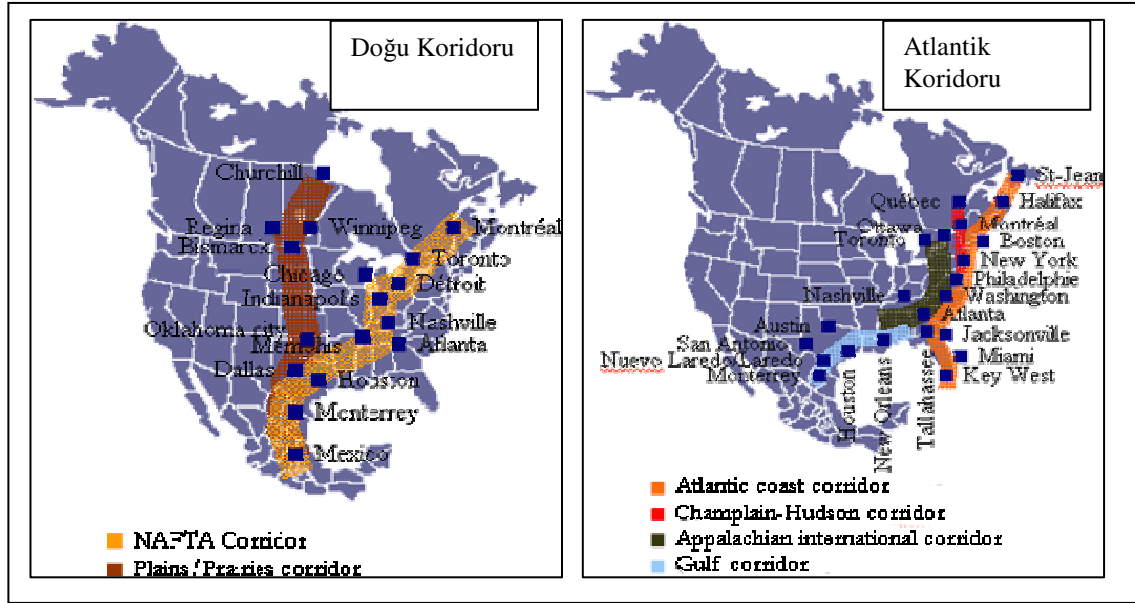 Doğu Koridoru
Churchill
Regina
Winnipeg
Montréal
Bismarck
Toronto
Chicago
Détroit
Indianapolis
Nashville
Oklahoma city
Memphis
Atlanta
Dallas
Houston
Monterrey
Mexico
NAFTA Corridor
Plains/Prairies corridor
Atlantik
Koridoru
St-Jean
Québec
Halifax
Ottawa
Montréal
Toronto
Boston
New York
Philadelphie
Nashville
Washington
Atlanta
Austin
Jacksonville
San Antonio
Miami
Nuevo Laredo/Laredo
Monterrey
Key West
Houston
New Orleans
Tallahassee
Atlantic coast corridor
Champlain-Hudson corridor
Appalachian international corridor
Gulf corridor